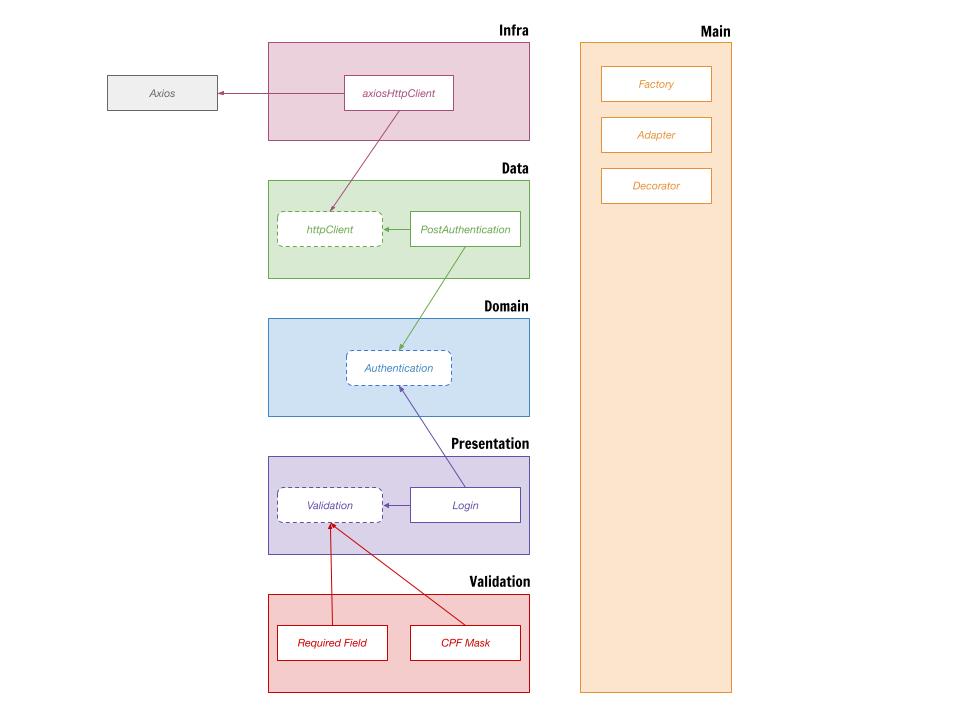 Infra
Main
Axios
axiosHttpClient
Factory
Adapter
Decorator
Data
httpClient
PostAuthentication
Domain
Authentication
Presentation
Validation
Login
Validation
Required Field
CPF Mask